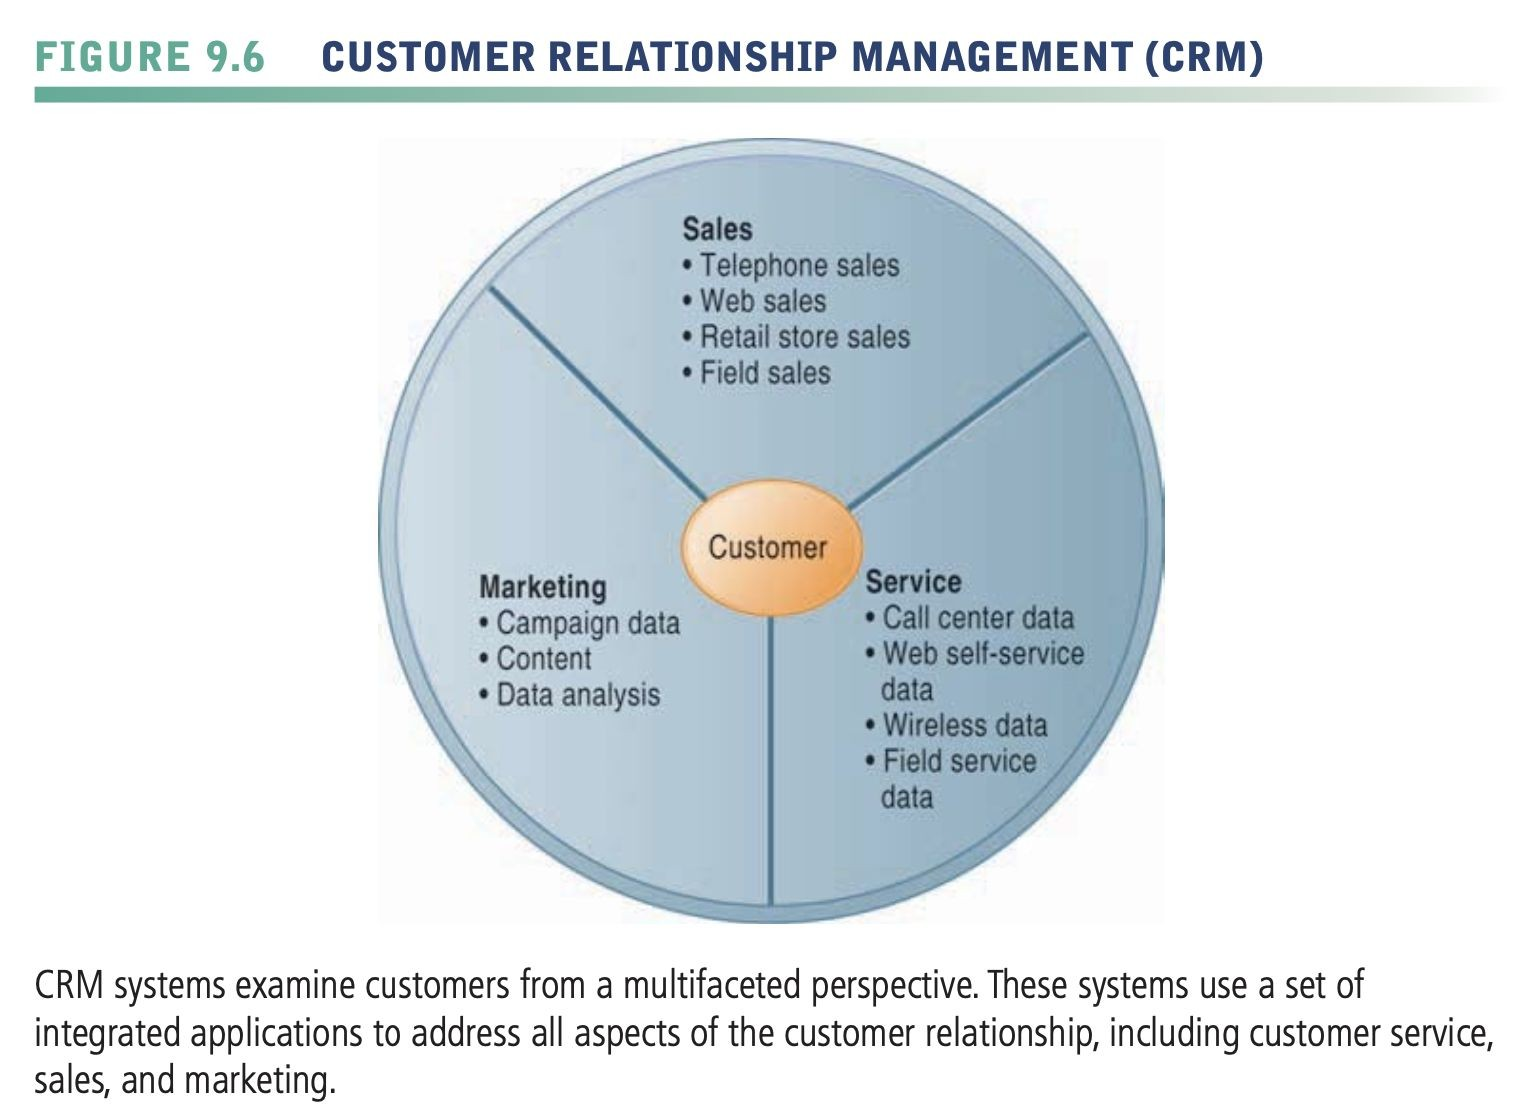 FIGURE 9.6 CUSTOMER RELATIONSHIP MANAGEMENT (CRM)
Sales
• Telephone sales
• Web sales
• Retail store sales
• Field sales
Customer
Marketing
• Campaign data
• Content
• Data analysis
Service
• Call center data
• Web self-service
data
• Wireless data
• Field service
data
CRM systems examine customers from a multifaceted perspective. These systems use a set of
integrated applications to address all aspects of the customer relationship, including customer service,
sales, and marketing.